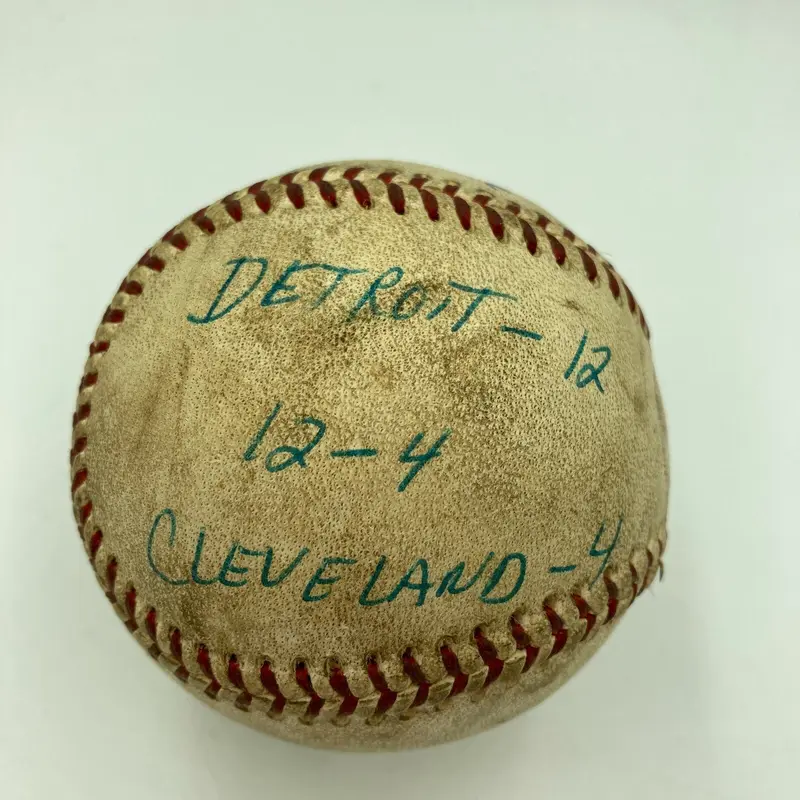 DETROIT - 12
12 - 4
CLEVELAND - 4